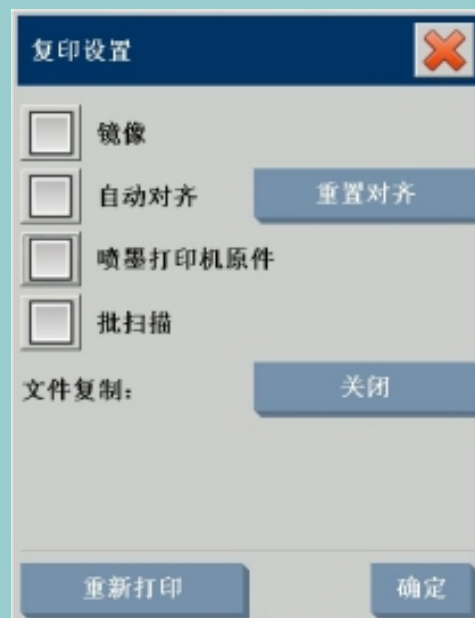 复印设置
镜像
自动对齐 重置对齐
喷墨打印机原件
批扫描
文件复制： 关闭
重新打印 确定